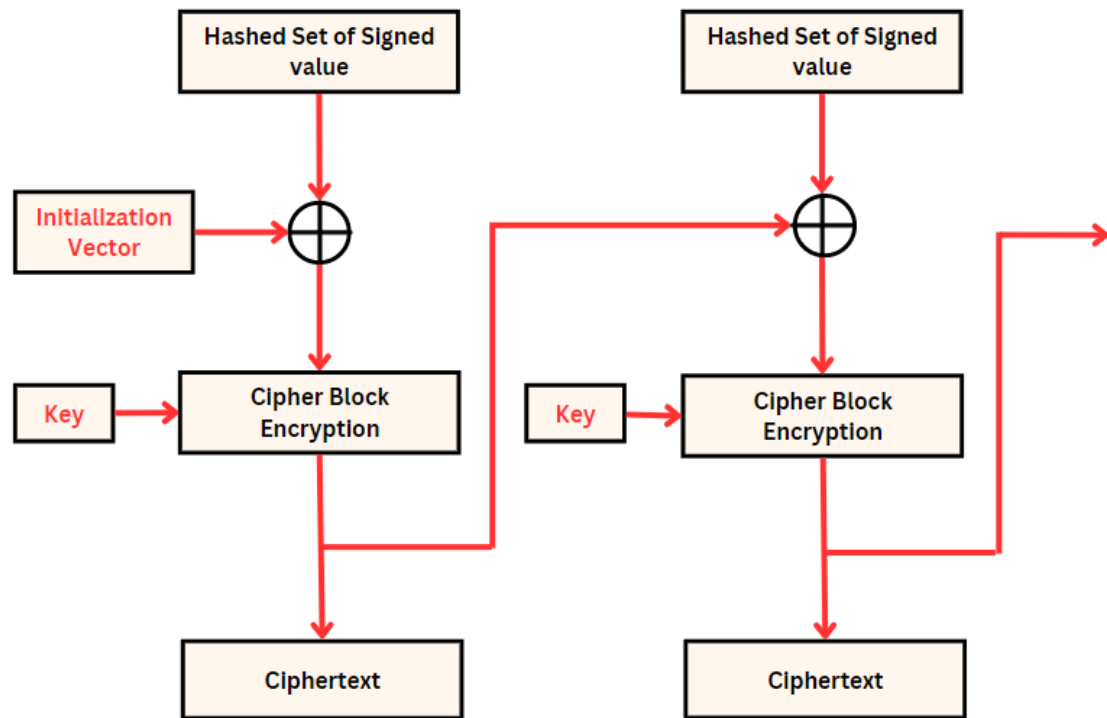 Hashed Set of Signed
value
Hashed Set of Signed
value
Initialization
Vector
Key
Cipher Block
Encryption
Key
Cipher Block
Encryption
Ciphertext
Ciphertext